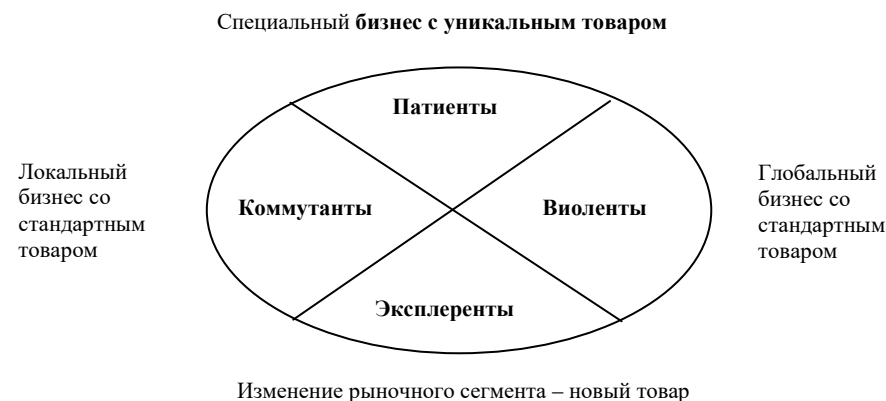 Специальный бизнес с уникальным товаром
Патиенты
Локальный
бизнес со
стандартным
товаром
Коммутанты
Виоленты
Глобальный
бизнес со
стандартным
товаром
Эксплеренты
Изменение рыночного сегмента – новый товар